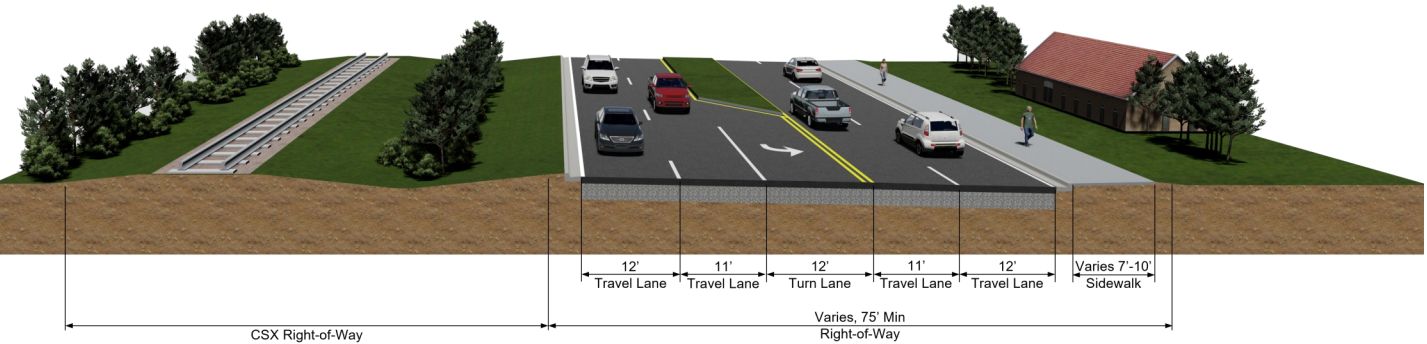 12’
Travel Lane
11’
Travel Lane
12’
Turn Lane
11’
Travel Lane
12’
Travel Lane
Varies 7’-10’
Sidewalk
CSX Right-of-Way
Varies, 75’ Min
Right-of-Way